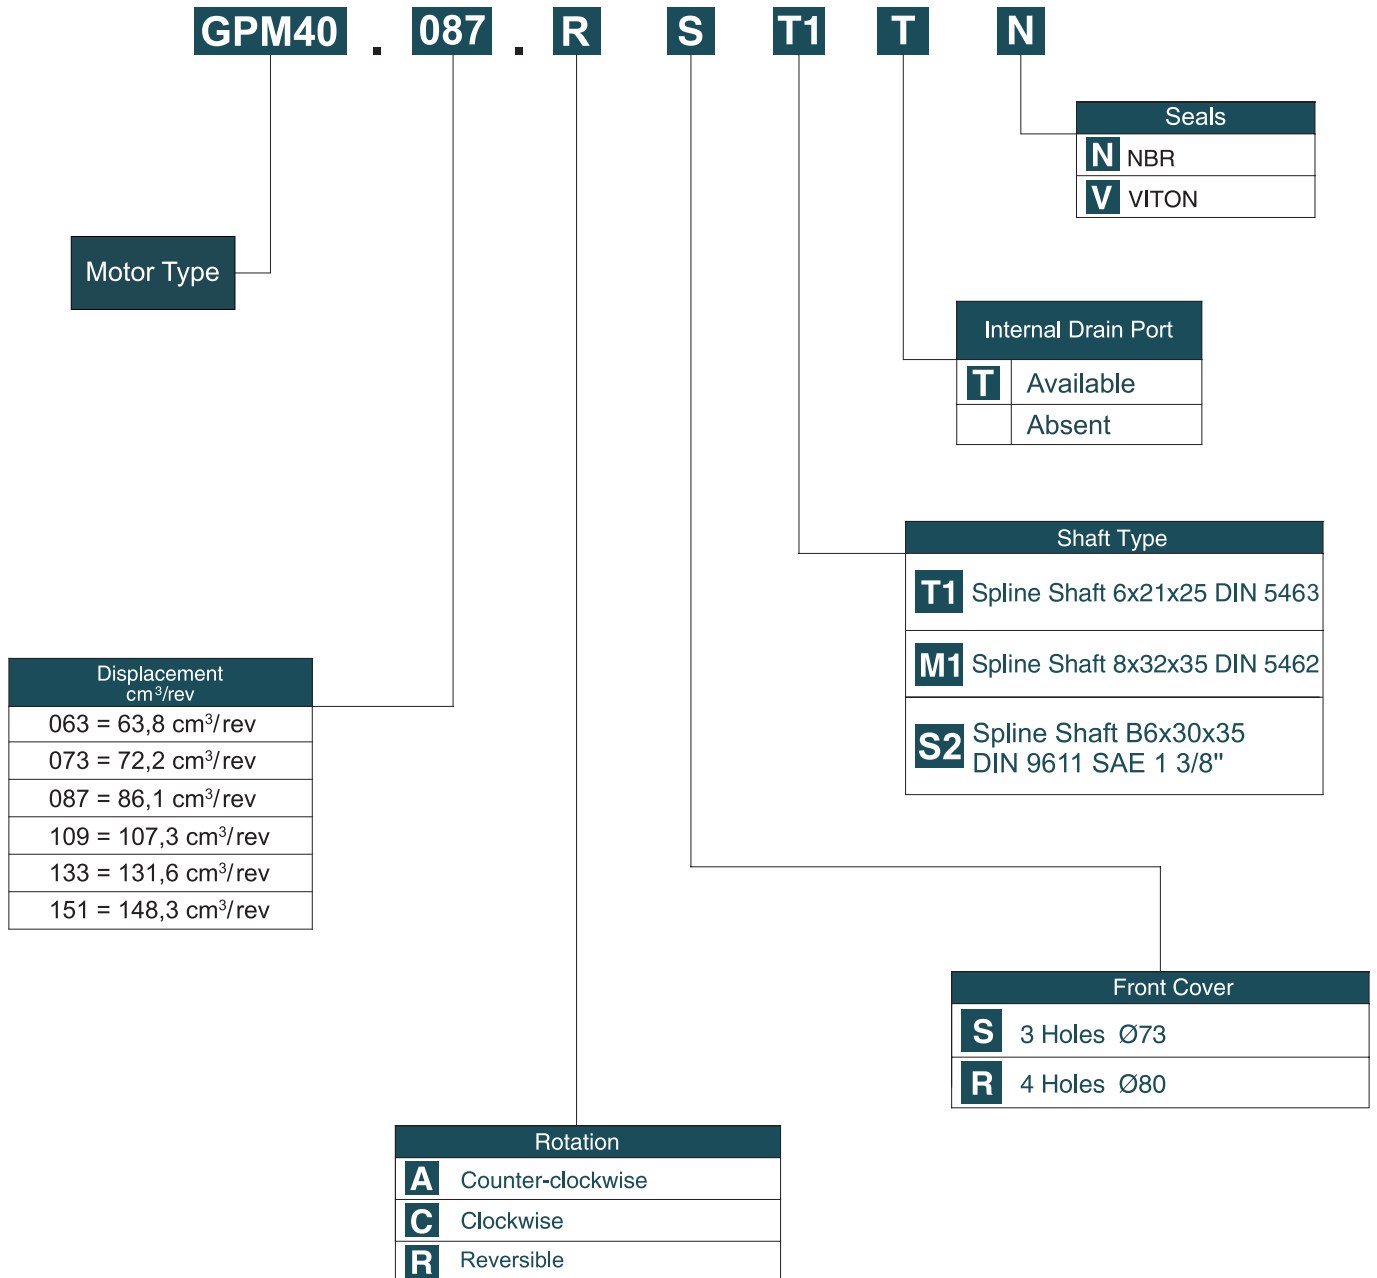 GPM40 . 087 . R S T1 T N
Seals
N NBR
V VITON
Motor Type
Internal Drain Port
T Available
Absent
Shaft Type
T1 Spline Shaft 6x21x25 DIN 5463
M1 Spline Shaft 8x32x35 DIN 5462
S2 Spline Shaft B6x30x35
DIN 9611 SAE 1 3/8"
Displacement
cm³/rev
063 = 63,8 cm³/rev
073 = 72,2 cm³/rev
087 = 86,1 cm³/rev
109 = 107,3 cm³/rev
133 = 131,6 cm³/rev
151 = 148,3 cm³/rev
Front Cover
S 3 Holes Ø73
R 4 Holes Ø80
Rotation
A Counter-clockwise
C Clockwise
R Reversible